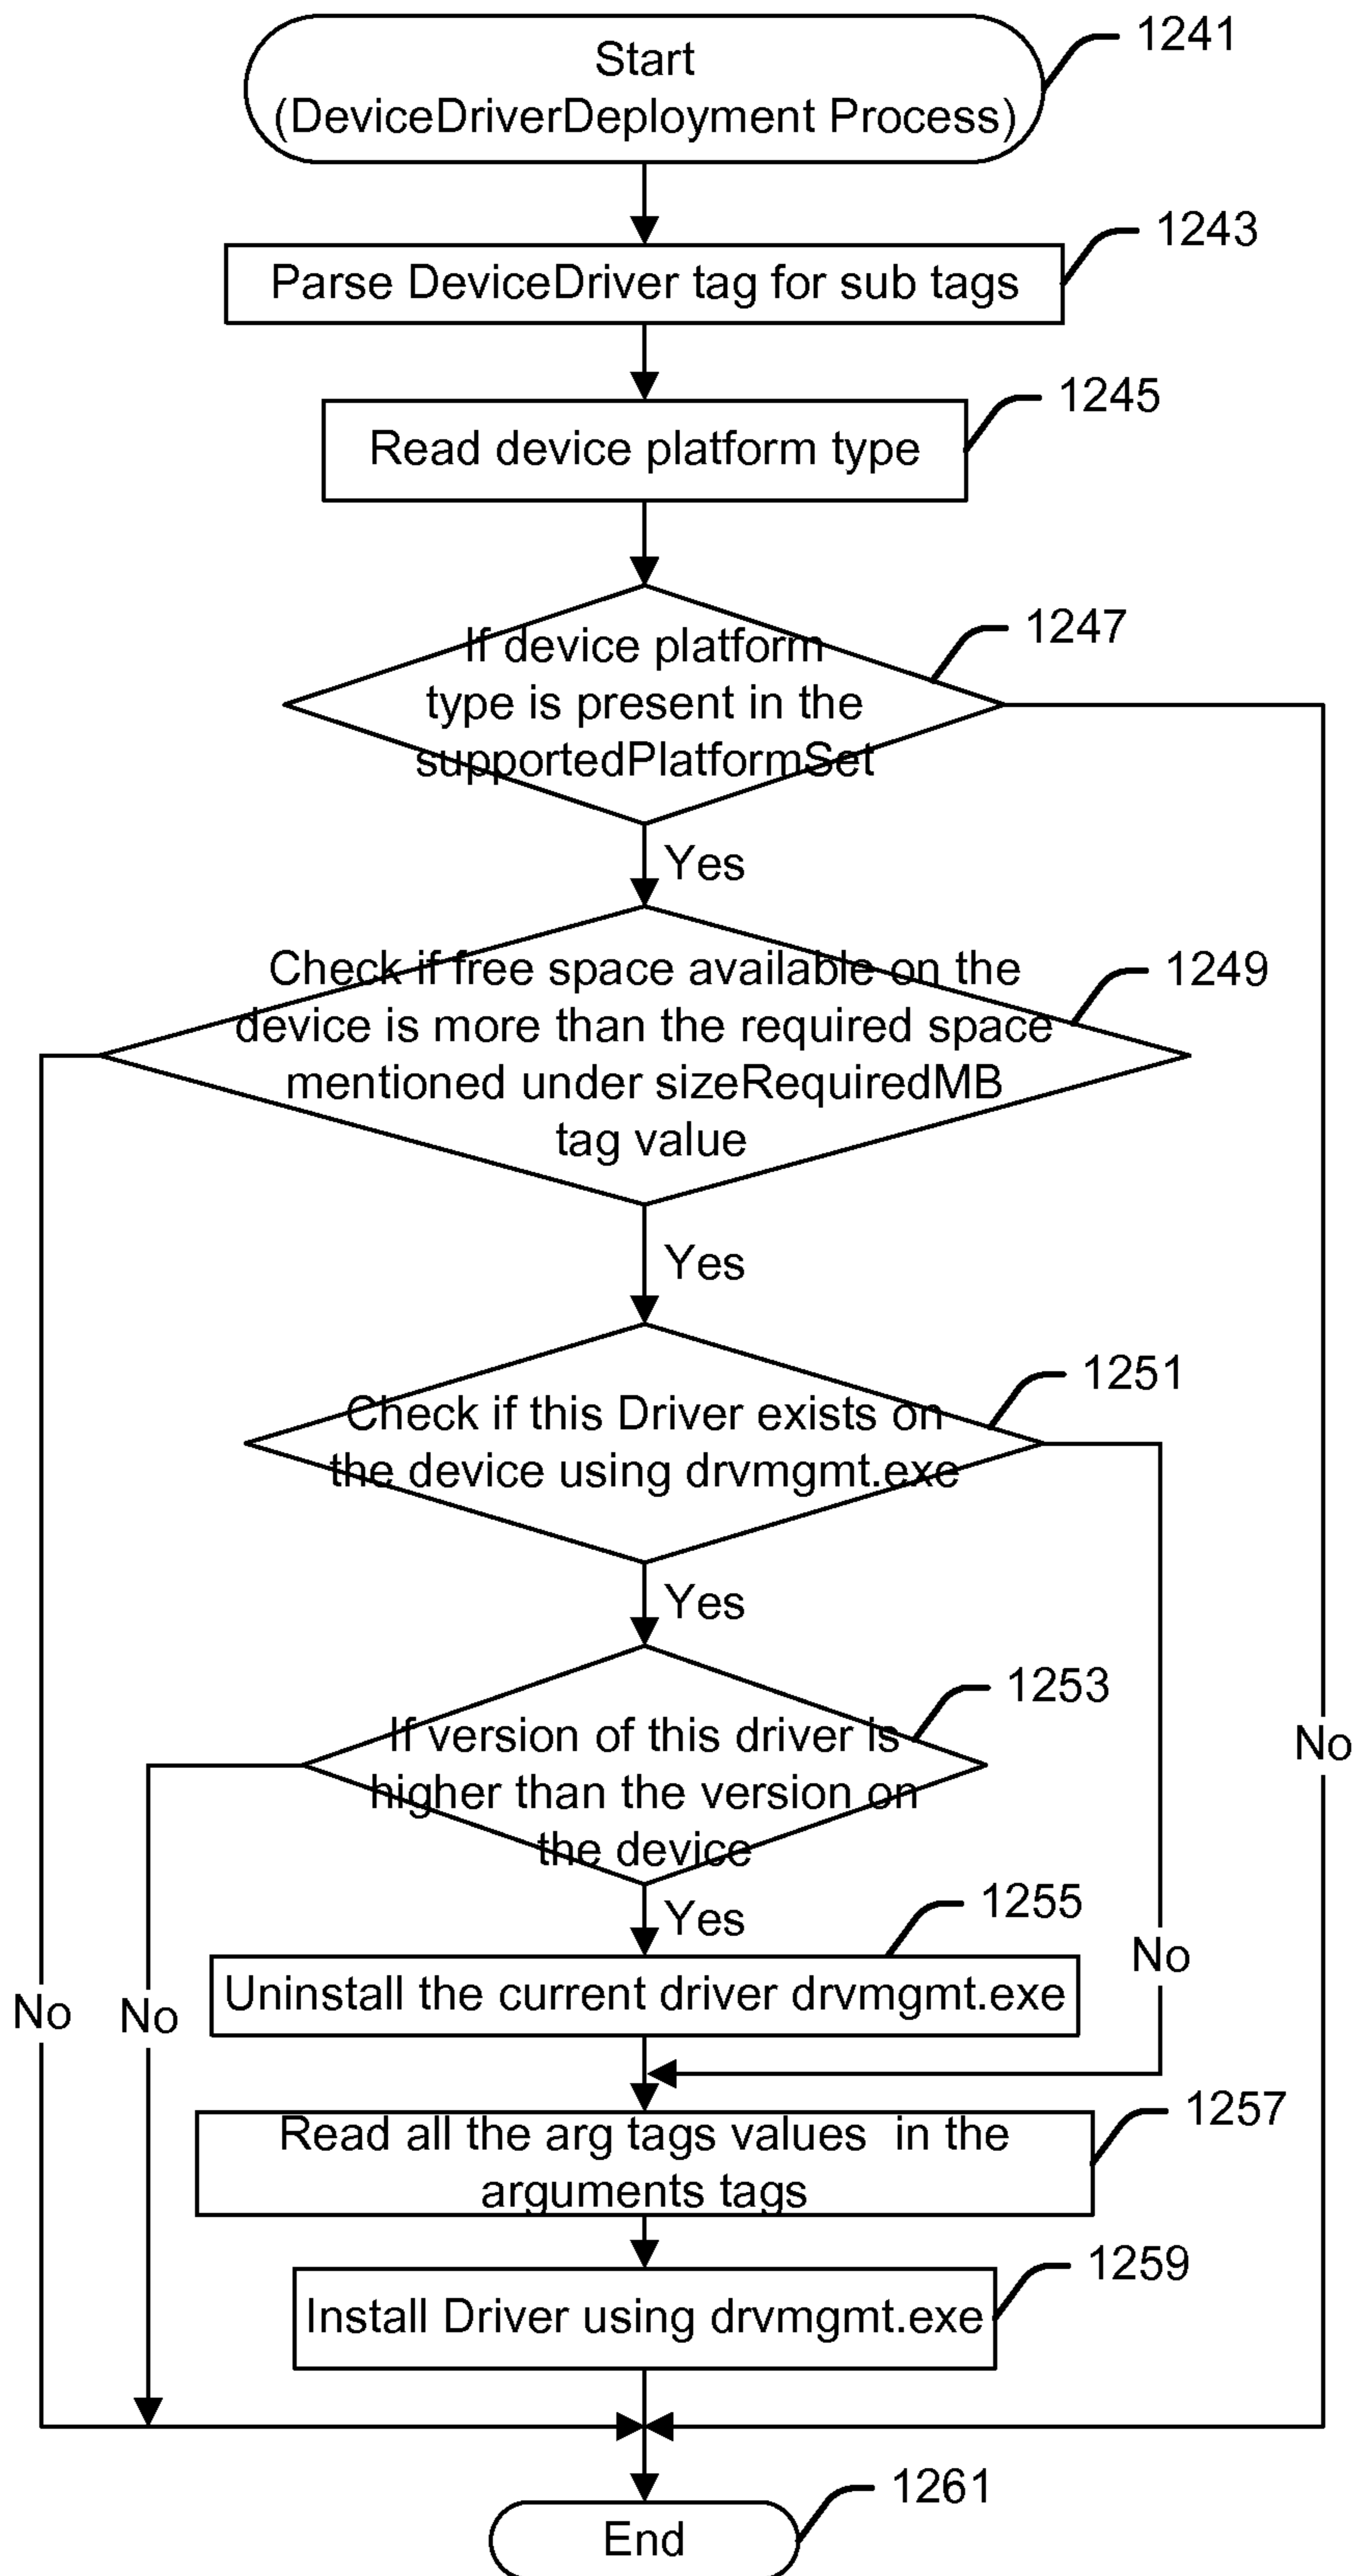 Start
(DeviceDriverDeployment Process)
1241
Parse DeviceDriver tag for sub tags
1243
Read device platform type
1245
If device platform
type is present in the
supportedPlatformSet
1247
Yes
Check if free space available on the
device is more than the required space
mentioned under sizeRequiredMB
tag value
1249
Yes
Check if this Driver exists on
the device using drvmgmt.exe
1251
Yes
If version of this driver is
higher than the version on
the device
1253
No
Yes
Uninstall the current driver drvmgmt.exe
1255
No
No
No
Read all the arg tags values in the
arguments tags
1257
Install Driver using drvmgmt.exe
1259
End
1261